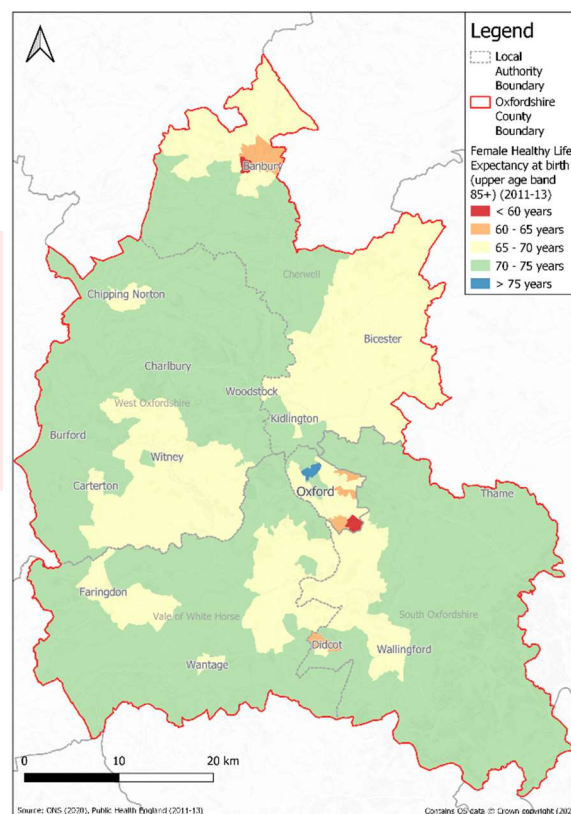 Legend
Local
Authority
Boundary
Oxfordshire
County
Boundary
Female Healthy Life
Expectancy at birth
(upper age band
85+) (2011-13)
< 60 years
60 - 65 years
65 - 70 years
70 - 75 years
> 75 years
Banbury
Cherwell
Chipping Norton
Bicester
Charlbury
Woodstock
West Oxfordshire
Kidlington
Burford
Witney
Carterton
Oxford
Thame
Faringdon
Vale of White Horse
South Oxfordshire
Didcot
Wallingford
Wantage
0 10 20 km
Source: ONS (2020), Public Health England (2011-13)
Contains OS data © Crown copyright (202